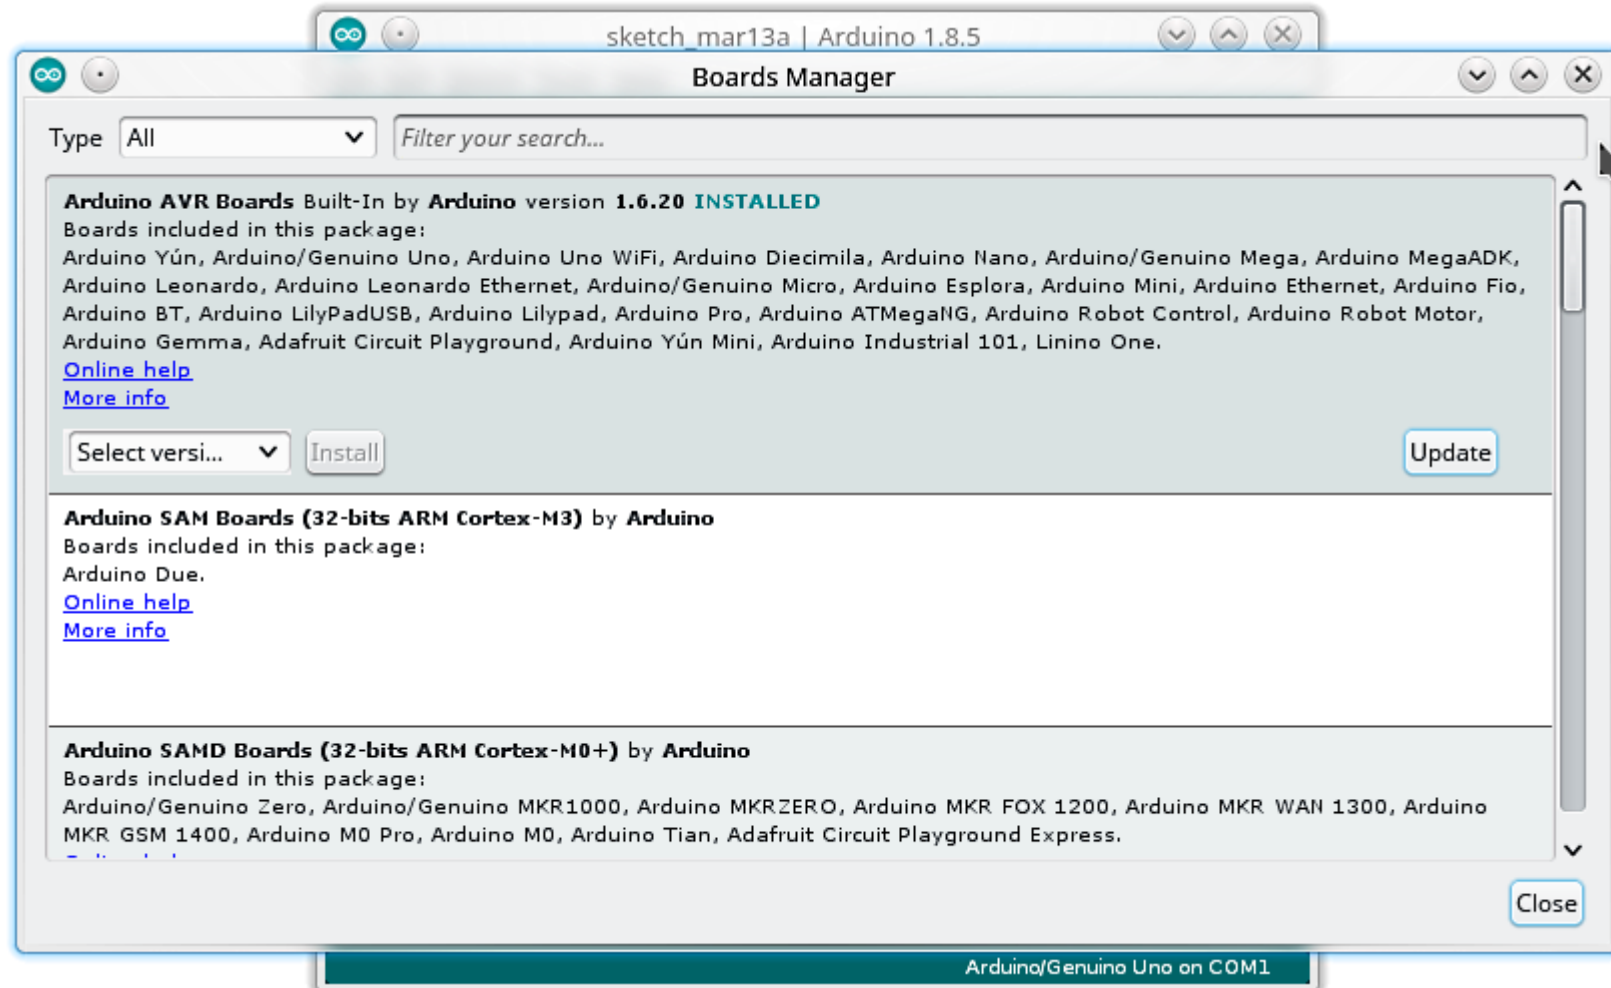 sketch_mar13a | Arduino 1.8.5
Boards Manager
Type All Filter your search...
Arduino AVR Boards Built-In by Arduino version 1.6.20 INSTALLED
Boards included in this package:
Arduino Yún, Arduino/Genuino Uno, Arduino Uno WiFi, Arduino Diecimila, Arduino Nano, Arduino/Genuino Mega, Arduino MegaADK,
Arduino Leonardo, Arduino Leonardo Ethernet, Arduino/Genuino Micro, Arduino Esplora, Arduino Mini, Arduino Ethernet, Arduino Fio,
Arduino BT, Arduino LilyPadUSB, Arduino Lilypad, Arduino Pro, Arduino ATMegaNG, Arduino Robot Control, Arduino Robot Motor,
Arduino Gemma, Adafruit Circuit Playground, Arduino Yún Mini, Arduino Industrial 101, Linino One.
Online help
More info
Select versi... Install Update
Arduino SAM Boards (32-bits ARM Cortex-M3) by Arduino
Boards included in this package:
Arduino Due.
Online help
More info
Arduino SAMD Boards (32-bits ARM Cortex-M0+) by Arduino
Boards included in this package:
Arduino/Genuino Zero, Arduino/Genuino MKR1000, Arduino MKRZERO, Arduino MKR FOX 1200, Arduino MKR WAN 1300, Arduino
MKR GSM 1400, Arduino M0 Pro, Arduino M0, Arduino Tian, Adafruit Circuit Playground Express.
Close
Arduino/Genuino Uno on COM1